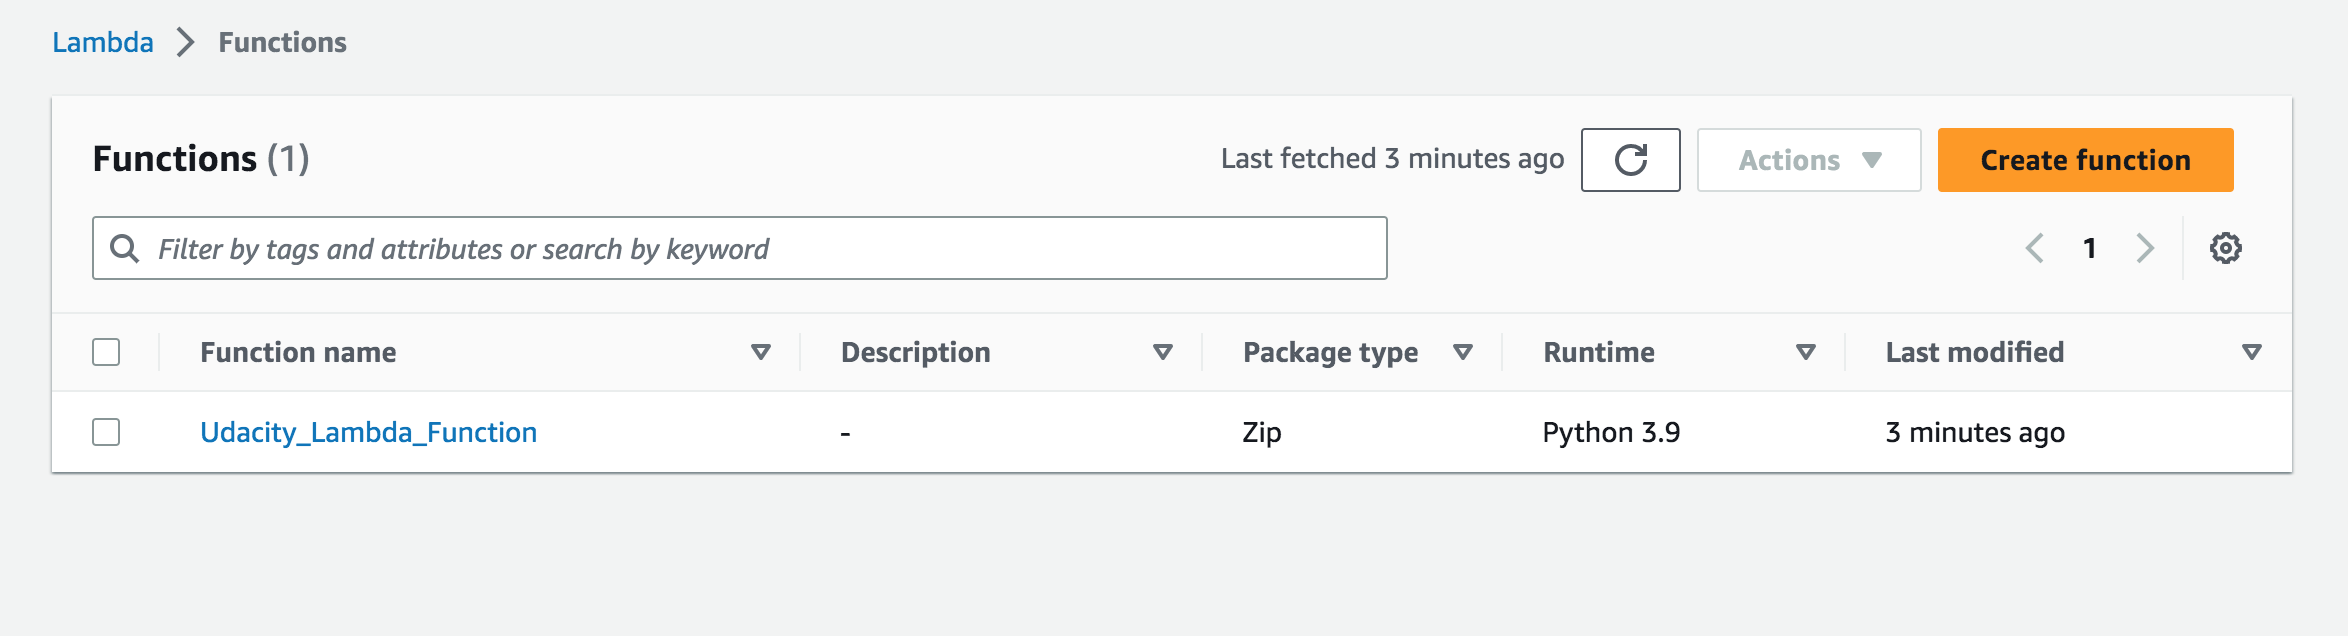 Lambda > Functions
Functions (1)
Last fetched 3 minutes ago
Actions
Create function
Filter by tags and attributes or search by keyword
1
Function name Description Package type Runtime Last modified
Udacity_Lambda_Function - Zip Python 3.9 3 minutes ago